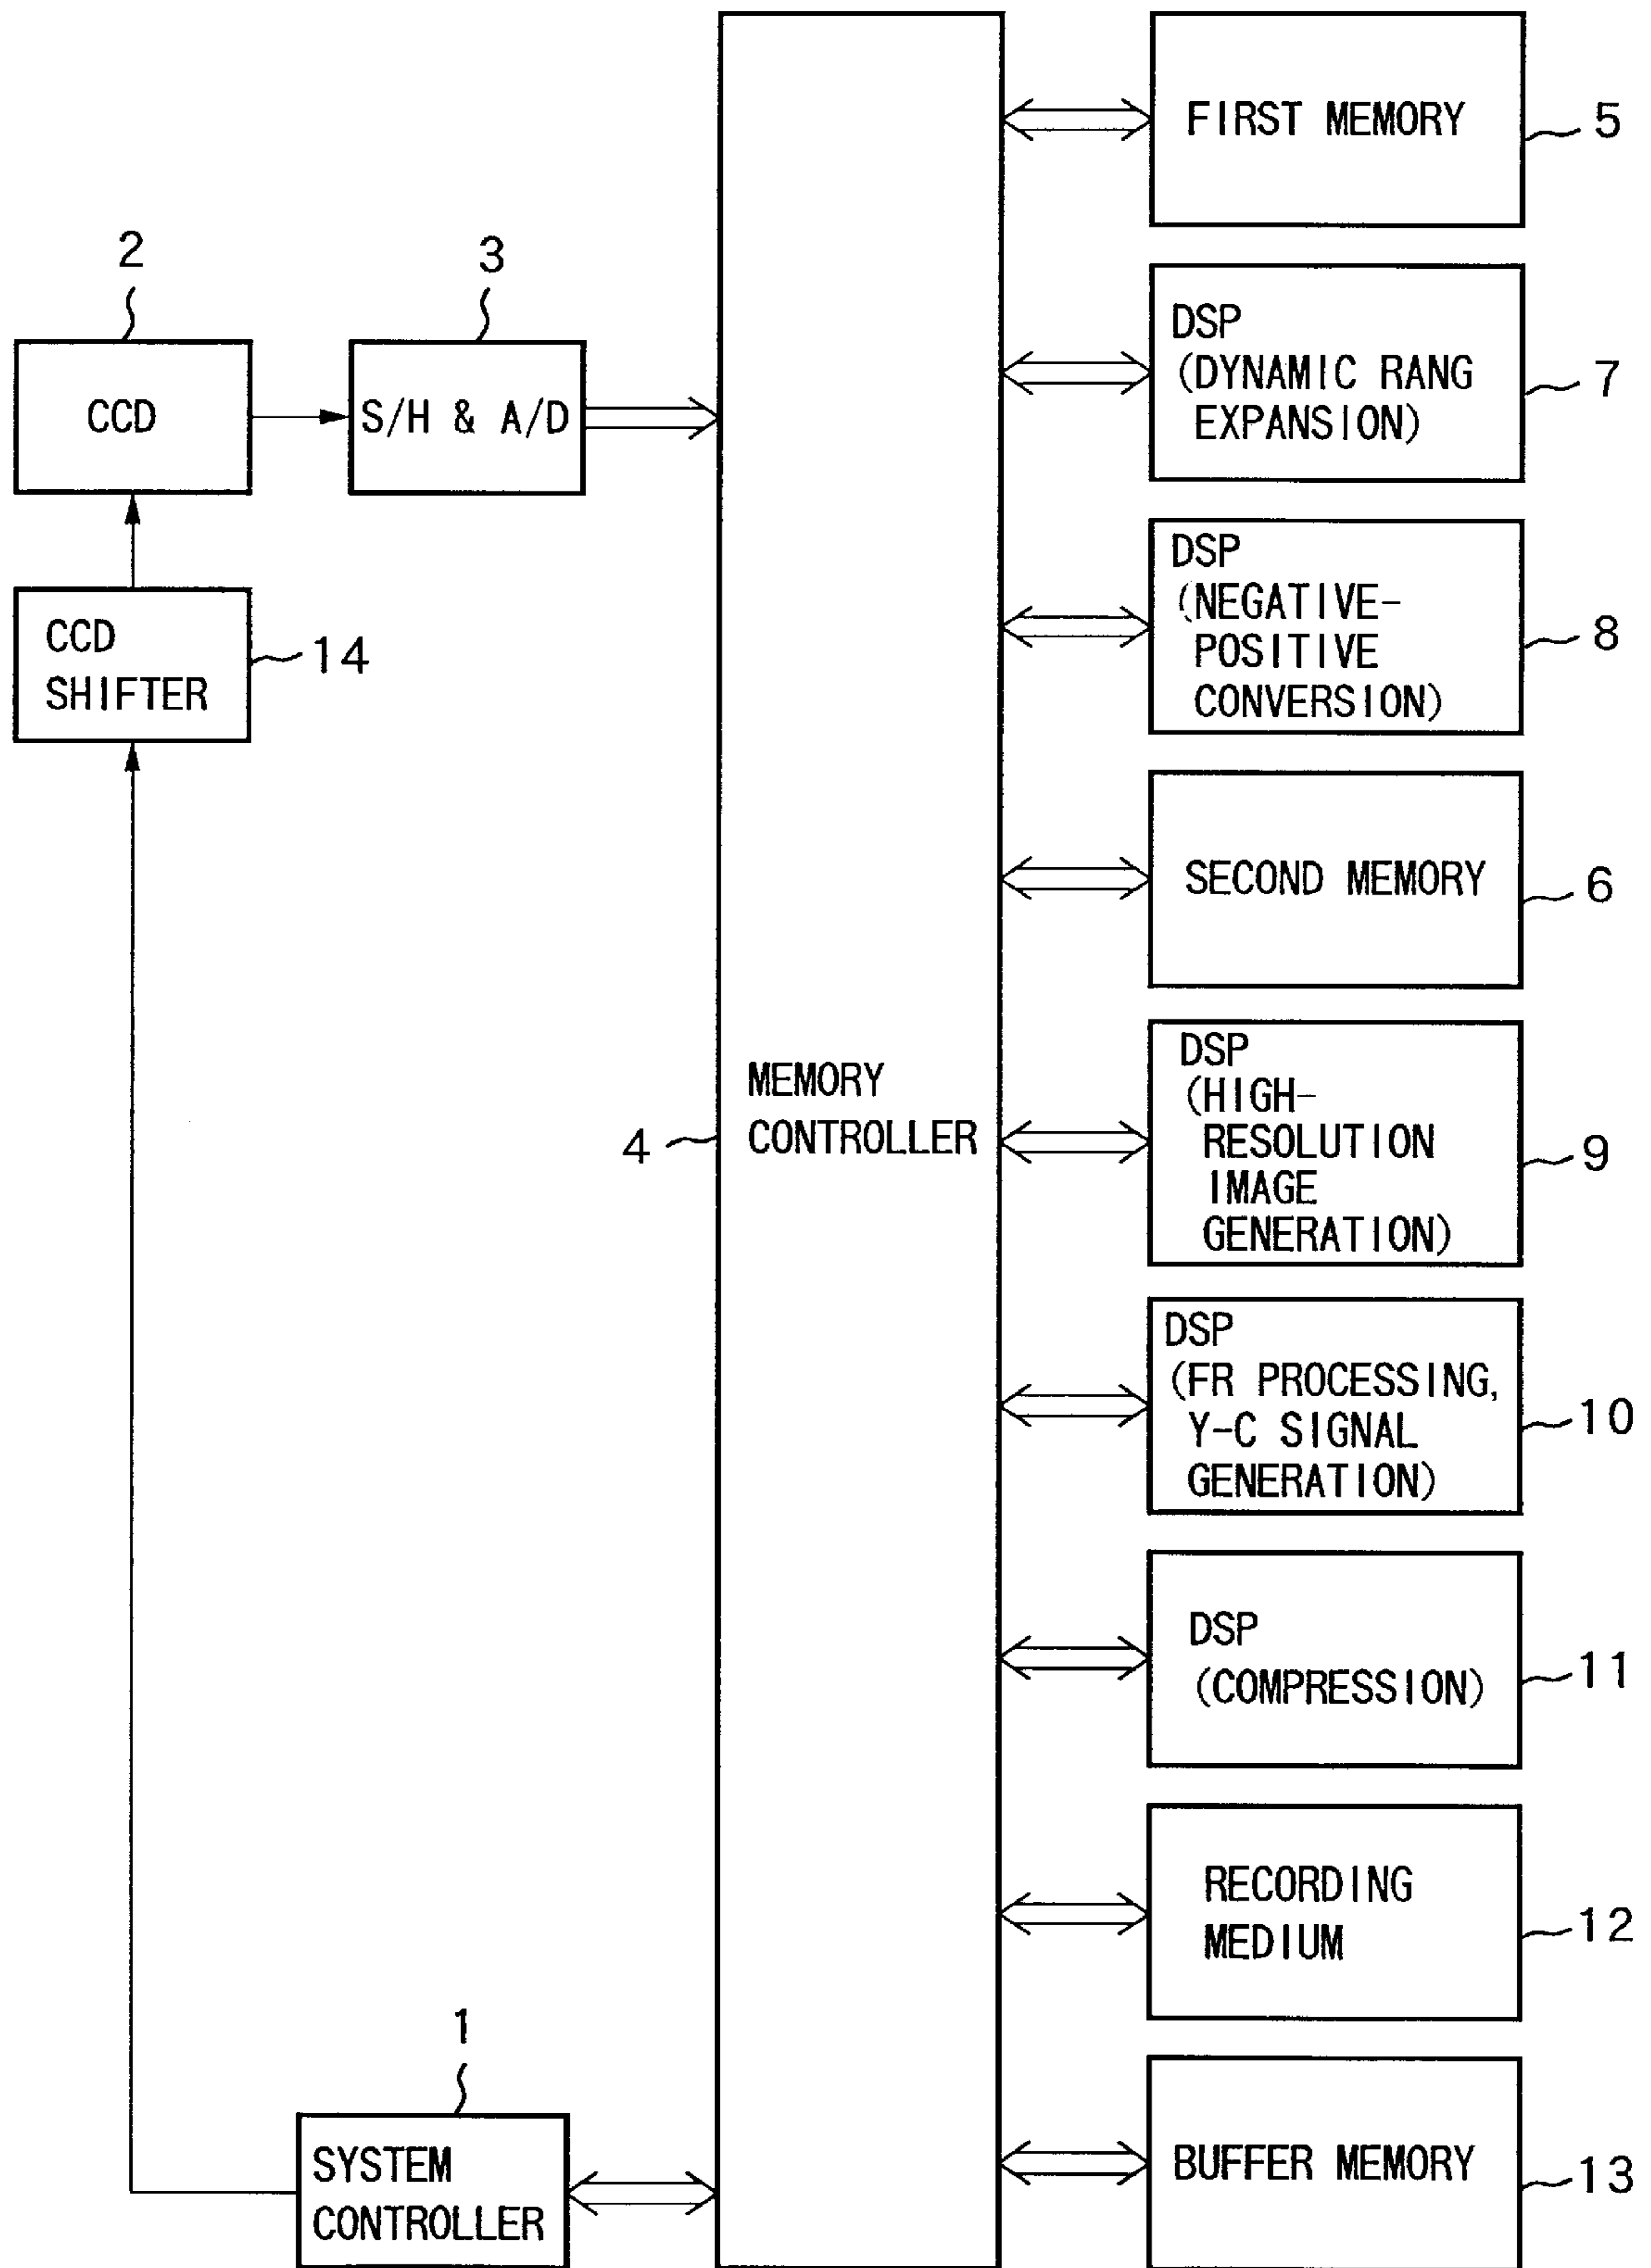 FIRST MEMORY
5
2
3
DSP
(DYNAMIC RANG
EXPANSION)
7
CCD
S/H & A/D
DSP
(NEGATIVE-
POSITIVE
CONVERSION)
8
CCD
SHIFTER
14
SECOND MEMORY
6
MEMORY
CONTROLLER
4
DSP
(HIGH-
RESOLUTION
IMAGE
GENERATION)
9
DSP
(FR PROCESSING,
Y-C SIGNAL
GENERATION)
10
DSP
(COMPRESSION)
11
RECORDING
MEDIUM
12
1
SYSTEM
CONTROLLER
BUFFER MEMORY
13